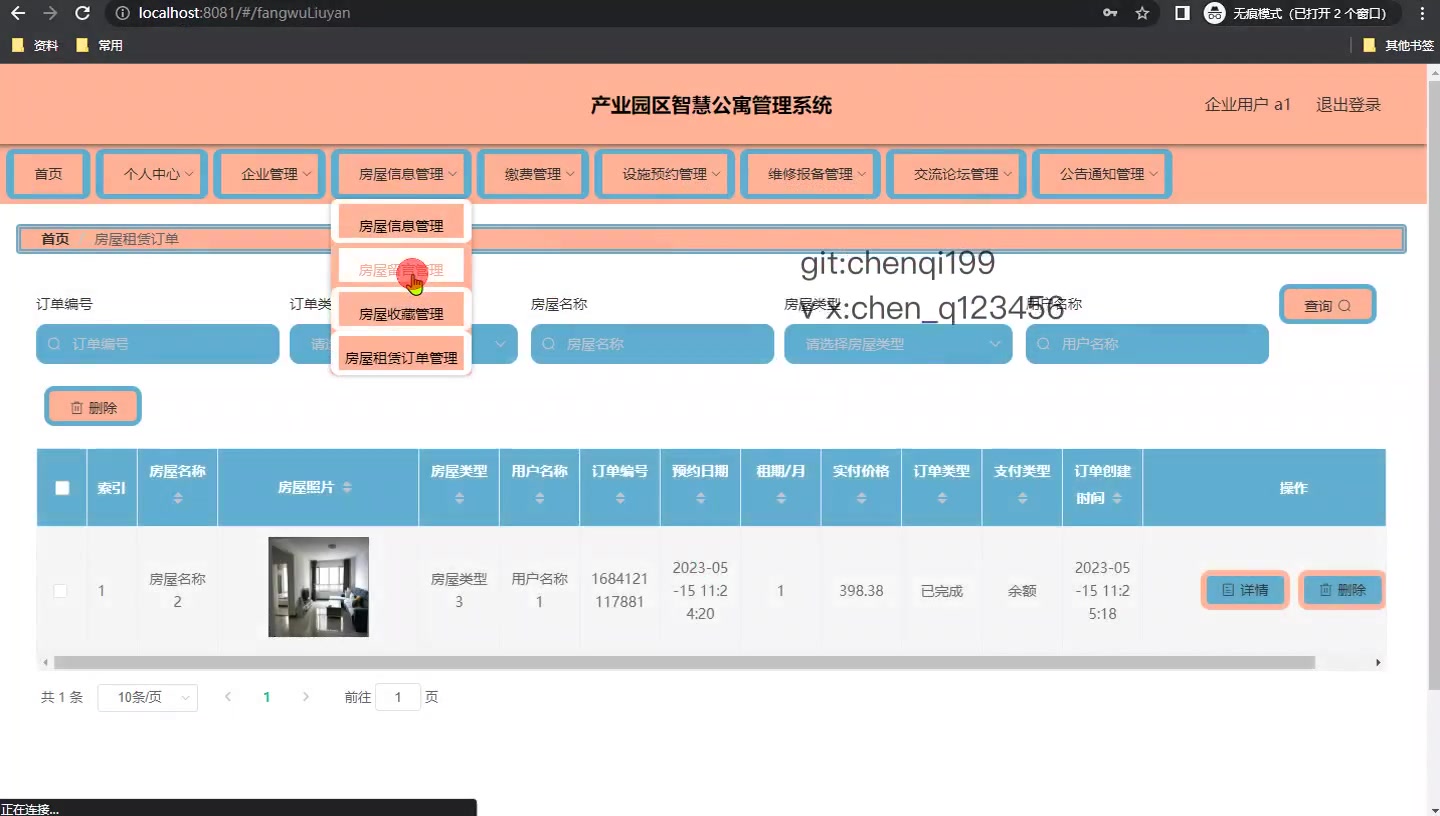 localhost:8081/#/fangwuLiuyan
无痕模式（已打开 2 个窗口）
资料
常用
其他书签
产业园区智慧公寓管理系统
企业用户 a1
退出登录
首页
个人中心
企业管理
房屋信息管理
缴费管理
设施预约管理
维修报备管理
交流论坛管理
公告通知管理
房屋信息管理
房屋留言管理
房屋收藏管理
房屋租赁订单管理
首页
房屋租赁订单
git:chenqi199
v x:chen_q123456
订单编号
订单类
房屋名称
房屋类型
用户名称
查询
订单编号
请选
房屋名称
请选择房屋类型
用户名称
删除
索引
房屋名称
房屋照片
房屋类型
用户名称
订单编号
预约日期
租期/月
实付价格
订单类型
支付类型
订单创建
时间
操作
1
房屋名称
2
房屋类型
3
用户名称
1
1684121
117881
2023-05
-15 11:2
4:20
1
398.38
已完成
余额
2023-05
-15 11:2
5:18
详情
删除
共 1 条
10条/页
1
前往
1
页
正在连接...